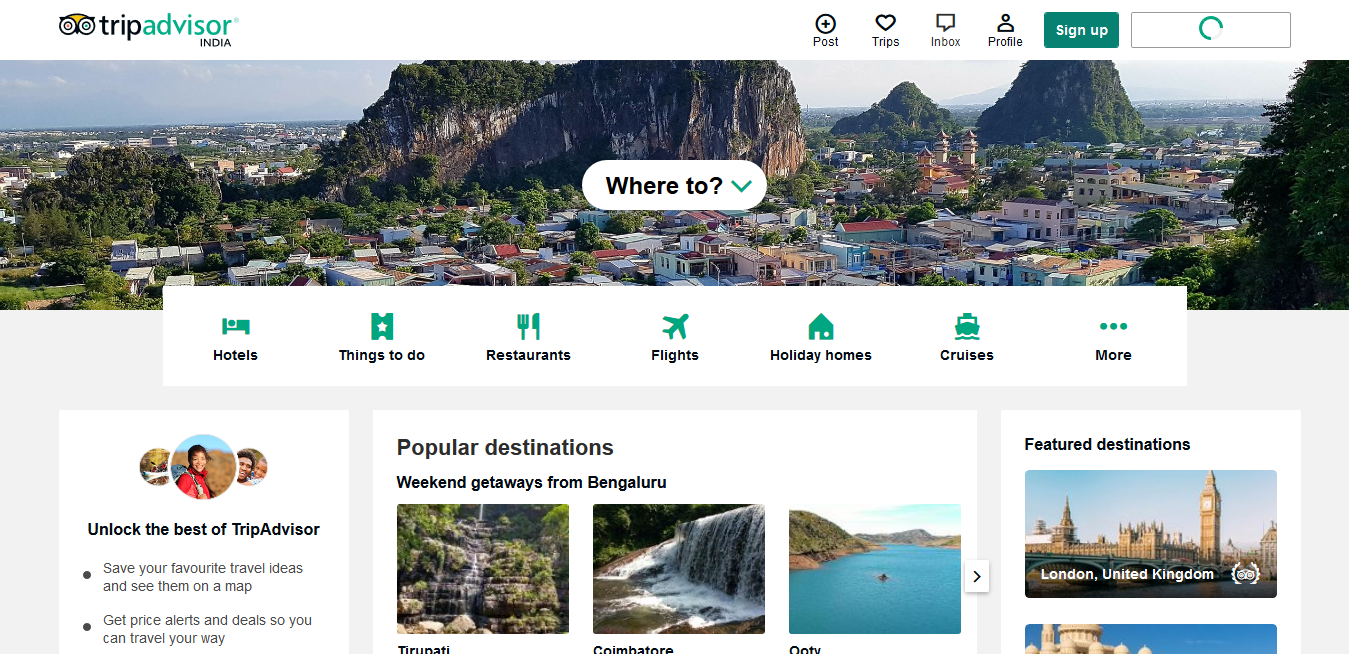 tripadvisor®
INDIA
Post
Trips
Inbox
Profile
Sign up
Where to?
Hotels
Things to do
Restaurants
Flights
Holiday homes
Cruises
More
Unlock the best of TripAdvisor
Save your favourite travel ideas
and see them on a map
Get price alerts and deals so you
can travel your way
Popular destinations
Weekend getaways from Bengaluru
Tirupati
Coimbatore
Ooty
Featured destinations
London, United Kingdom